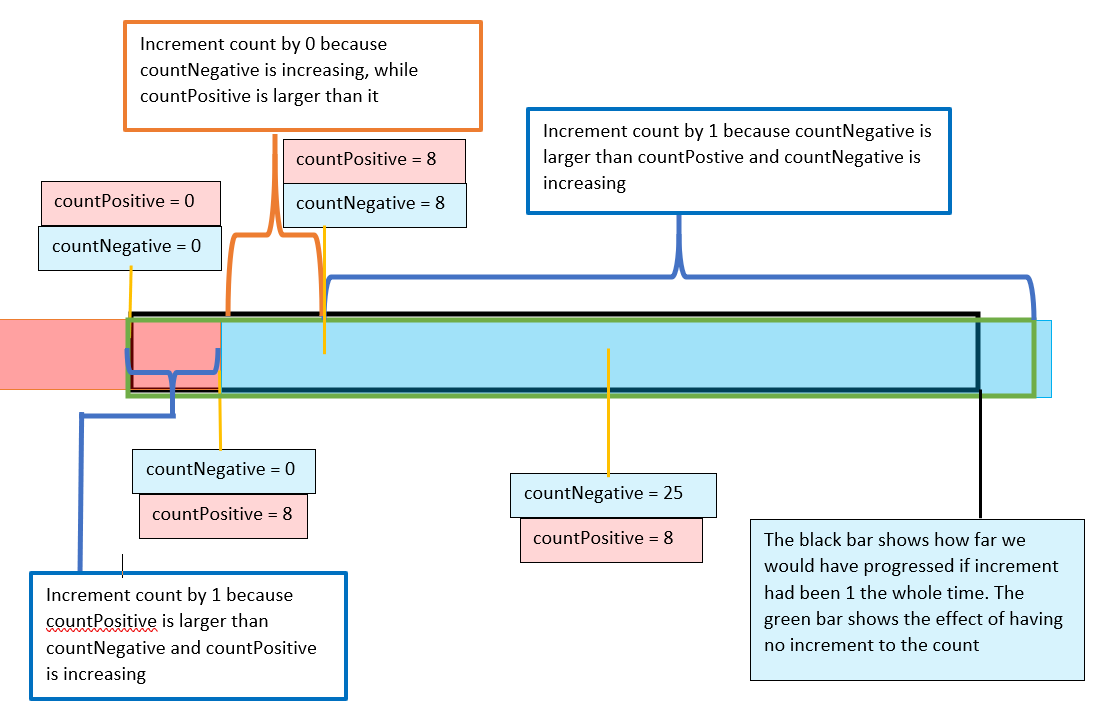 Increment count by 0 because
countNegative is increasing, while
countPositive is larger than it
Increment count by 1 because countNegative is
larger than countPostive and countNegative is
increasing
countPositive = 8
countNegative = 8
countPositive = 0
countNegative = 0
countNegative = 0
countPositive = 8
countNegative = 25
countPositive = 8
The black bar shows how far we
would have progressed if increment
had been 1 the whole time. The
green bar shows the effect of having
no increment to the count
Increment count by 1 because
countPositive is larger than
countNegative and countPositive
is increasing